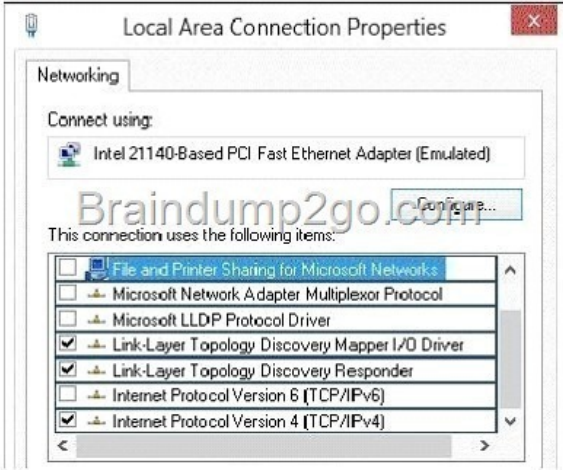 Local Area Connection Properties
Networking
Connect using:
Intel 21140-Based PCI Fast Ethernet Adapter (Emulated)
Braindump2go.com
Configure...
This connection uses the following items:
File and Printer Sharing for Microsoft Networks
Microsoft Network Adapter Multiplexor Protocol
Microsoft LLDP Protocol Driver
Link-Layer Topology Discovery Mapper I/O Driver
Link-Layer Topology Discovery Responder
Internet Protocol Version 6 (TCP/IPv6)
Internet Protocol Version 4 (TCP/IPv4)